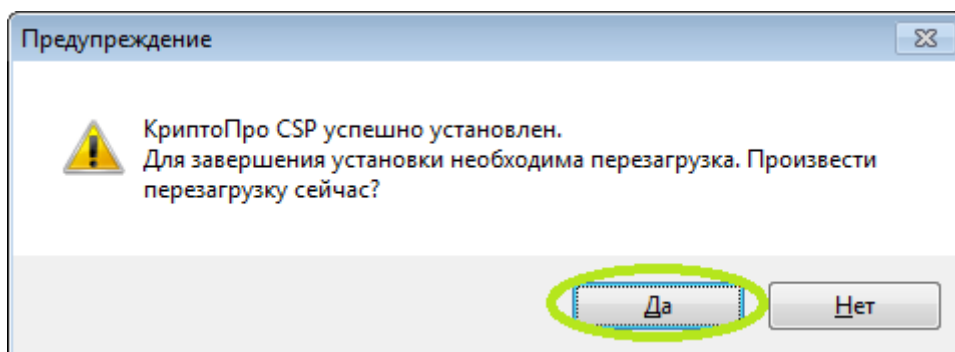 Предупреждение
КриптоПро CSP успешно установлен.
Для завершения установки необходима перезагрузка. Произвести
перезагрузку сейчас?
Да
Нет